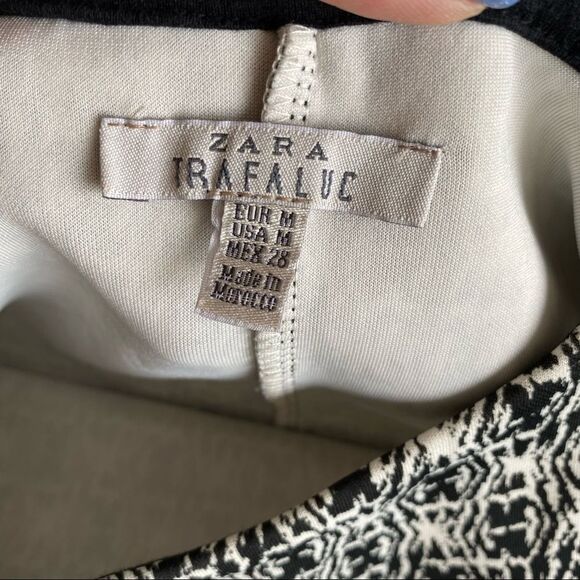 ZARA
TRAFALUC
EUR M
USA M
MEX 28
Made in
Morocco